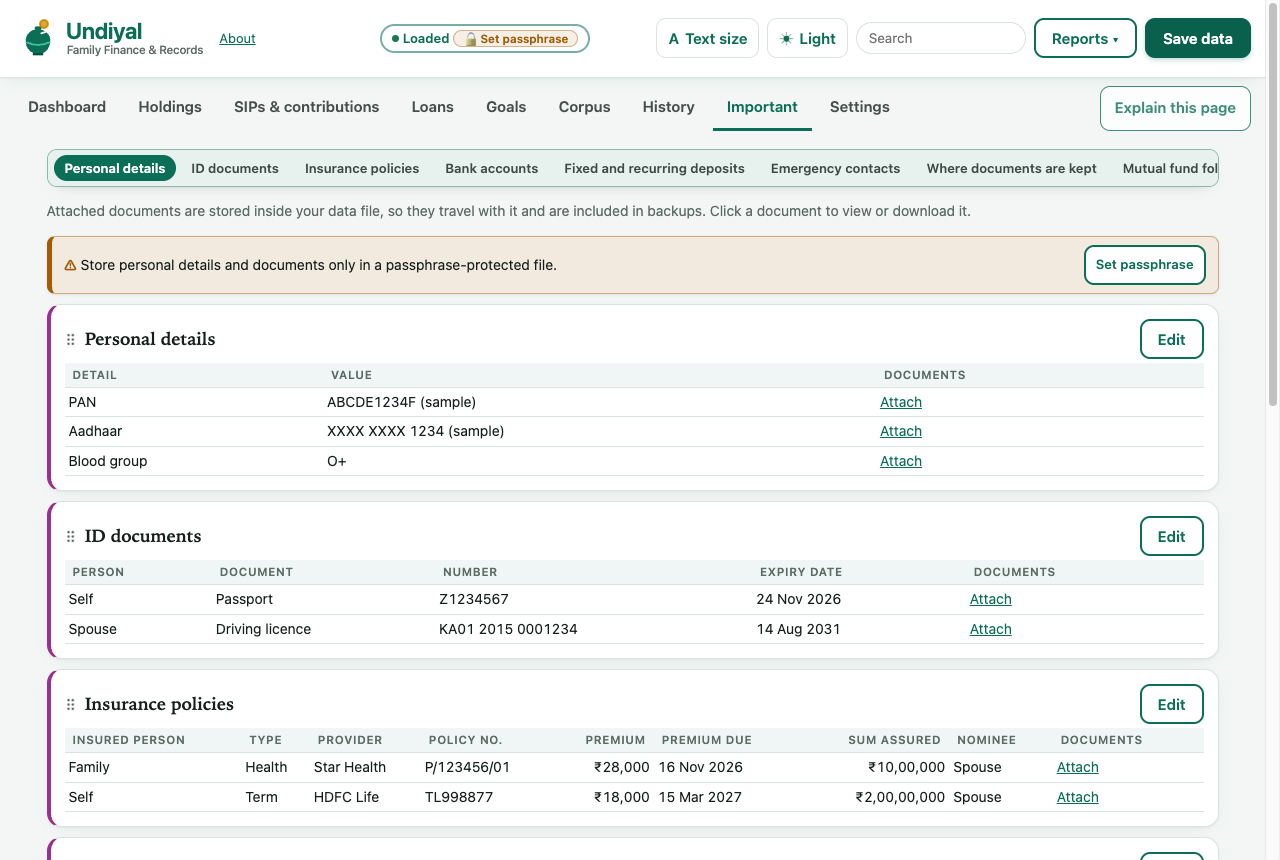 Undiyal
Family Finance & Records
About
Loaded Set passphrase
A Text size
Light
Search
Reports
Save data
Dashboard Holdings SIPs & contributions Loans Goals Corpus History Important Settings
Explain this page
Personal details ID documents Insurance policies Bank accounts Fixed and recurring deposits Emergency contacts Where documents are kept Mutual fund fol
Attached documents are stored inside your data file, so they travel with it and are included in backups. Click a document to view or download it.
Store personal details and documents only in a passphrase-protected file.
Set passphrase
Personal details
Edit
DETAIL VALUE DOCUMENTS
PAN ABCDE1234F (sample) Attach
Aadhaar XXXX XXXX 1234 (sample) Attach
Blood group O+ Attach
ID documents
Edit
PERSON DOCUMENT NUMBER EXPIRY DATE DOCUMENTS
Self Passport Z1234567 24 Nov 2026 Attach
Spouse Driving licence KA01 2015 0001234 14 Aug 2031 Attach
Insurance policies
Edit
INSURED PERSON TYPE PROVIDER POLICY NO. PREMIUM PREMIUM DUE SUM ASSURED NOMINEE DOCUMENTS
Family Health Star Health P/123456/01 ₹28,000 16 Nov 2026 ₹10,00,000 Spouse Attach
Self Term HDFC Life TL998877 ₹18,000 15 Mar 2027 ₹2,00,00,000 Spouse Attach